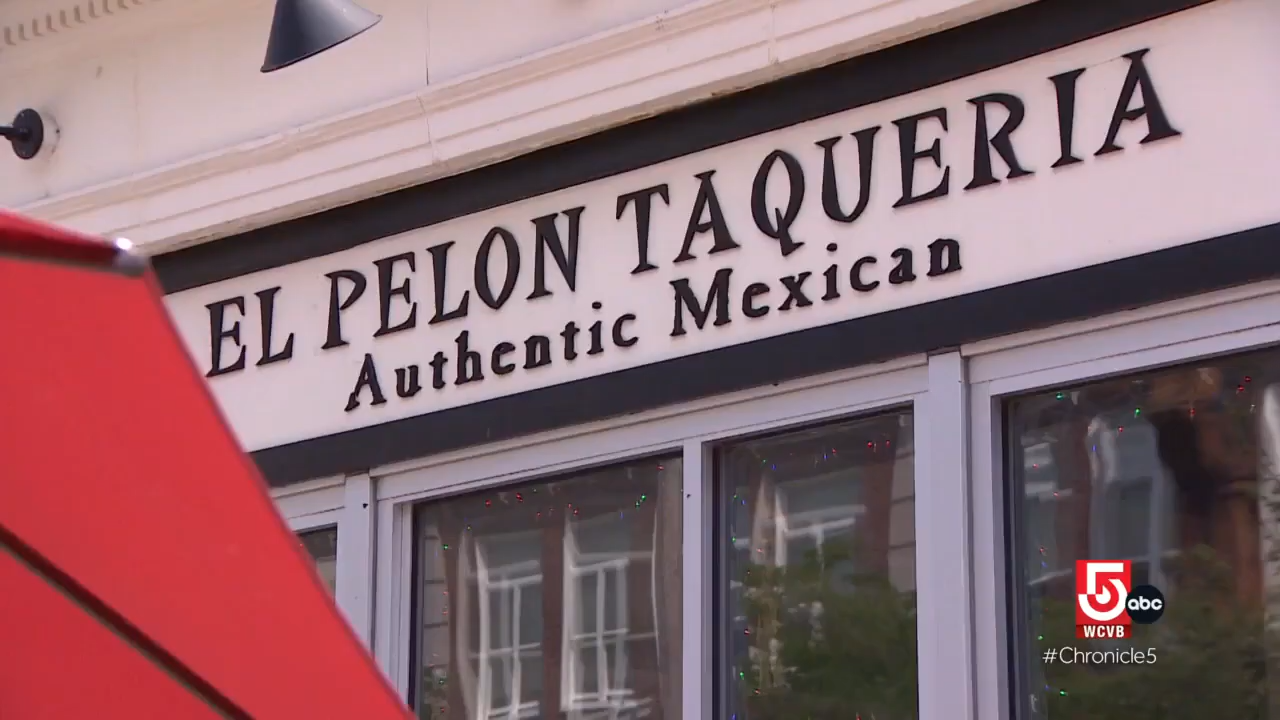 EL PELON TAQUERIA
Authentic Mexican
5
abc
WCVB
#Chronicle5